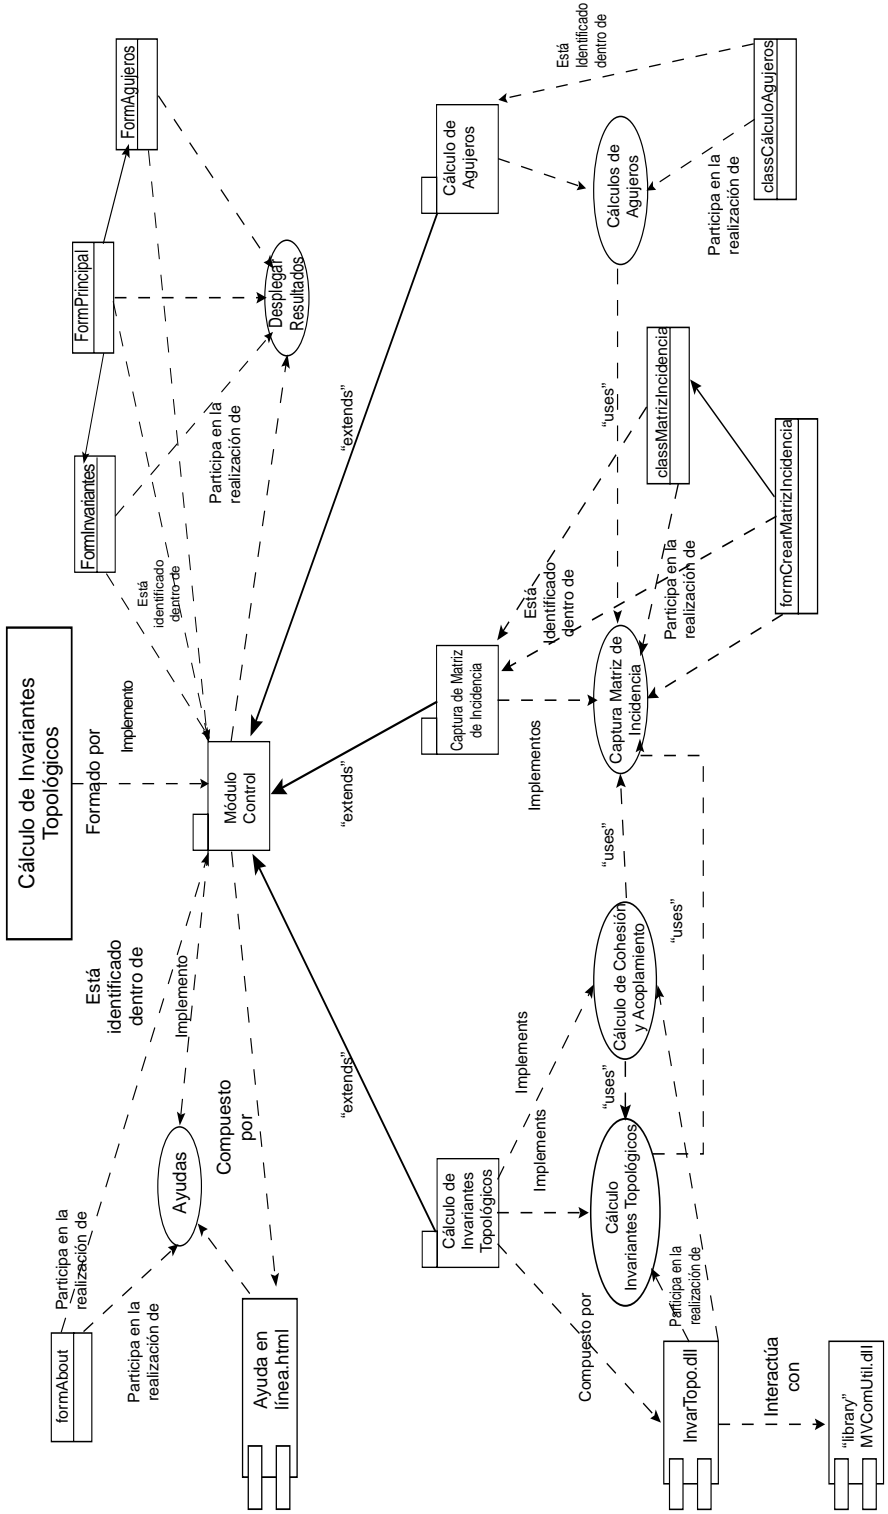 Cálculo de Invariantes
Topológicos
Formado por
Implemento
Está
identificado
dentro de
Implemento
formAbout
Participa en la
realización de
Participa en la
realización de
Ayudas
Compuesto
por
Ayuda en
línea.html
Módulo
Control
FormInvariantes
FormPrincipal
FormAgujeros
Está
identificado
dentro de
Participa en la
realización de
Desplegar
Resultados
“extends”
“extends”
“extends”
Cálculo de
Invariantes
Topológicos
Captura de Matriz
de Incidencia
Cálculo de
Agujeros
Está
Identificado
dentro de
Implements
Implements
Compuesto por
Implementos
Está
Identificado
dentro de
Cálculo
Invariantes Topológicos
“uses”
Cálculo de Cohesión
y Acoplamiento
“uses”
Captura Matriz de
Incidencia
“uses”
Cálculos de
Agujeros
Participa en la
realización de
“uses”
Participa en la
realización de
classMatrizIncidencia
Participa en la
realización de
classCálculoAgujeros
formCrearMatrizIncidencia
InvarTopo.dll
Interactúa
con
“library”
MVComUtil.dll